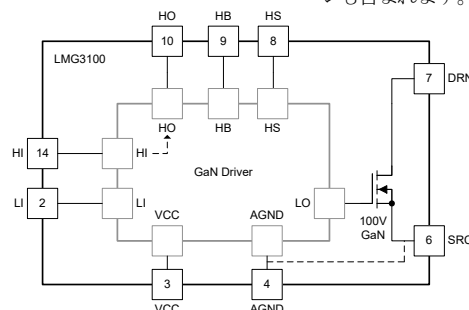 HO
HB
HS
10
9
8
LMG3100
7
DRN
HO
HB
HS
HI
14
HI
GaN Driver
LI
2
LI
LO
VCC
AGND
100V
GaN
6
SRC
3
4
VCC
AGND